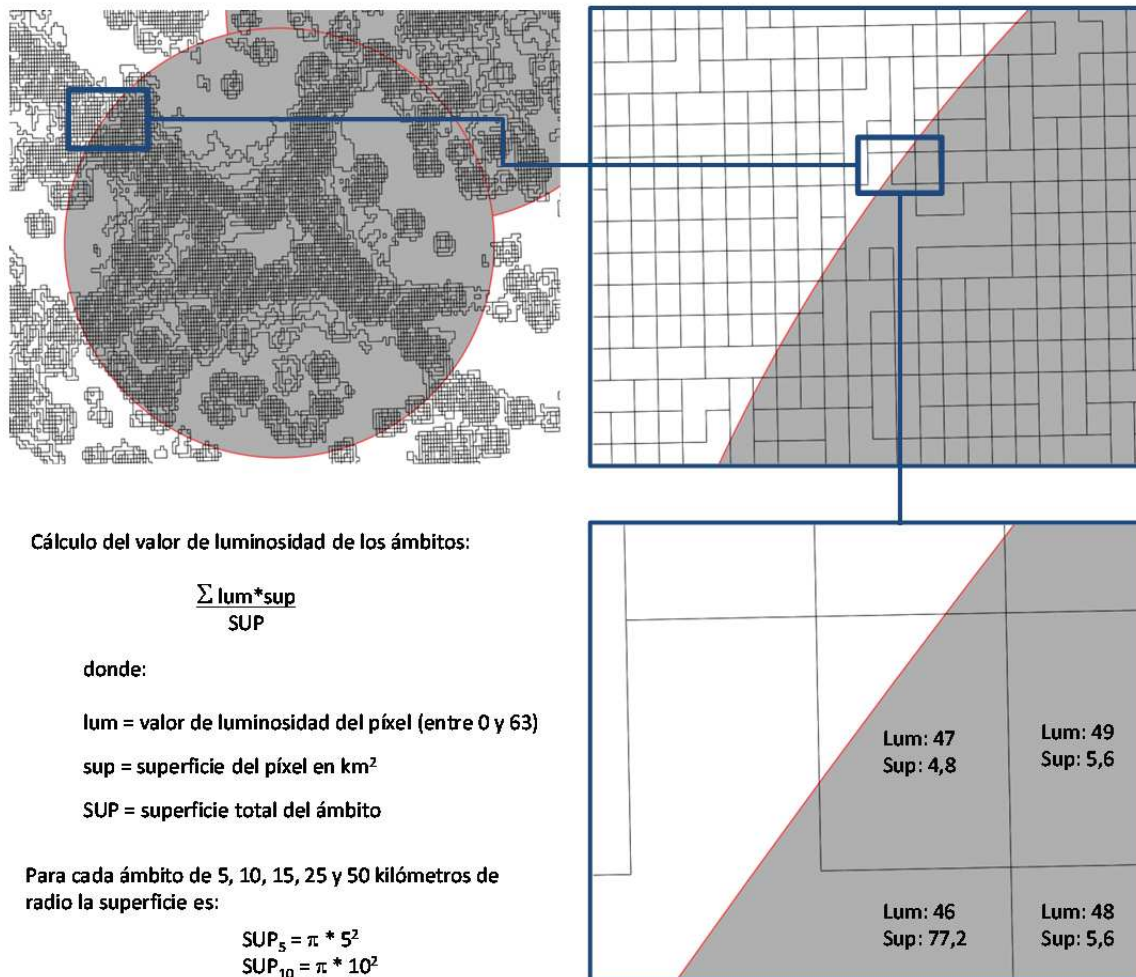 Cálculo del valor de luminosidad de los ámbitos:
Σ lum*sup
SUP
donde:
lum = valor de luminosidad del píxel (entre 0 y 63)
sup = superficie del píxel en km²
SUP = superficie total del ámbito
Para cada ámbito de 5, 10, 15, 25 y 50 kilómetros de
radio la superficie es:
SUP₅ = π * 5²
SUP₁₀ = π * 10²
Lum: 47
Sup: 4,8
Lum: 49
Sup: 5,6
Lum: 46
Sup: 77,2
Lum: 48
Sup: 5,6